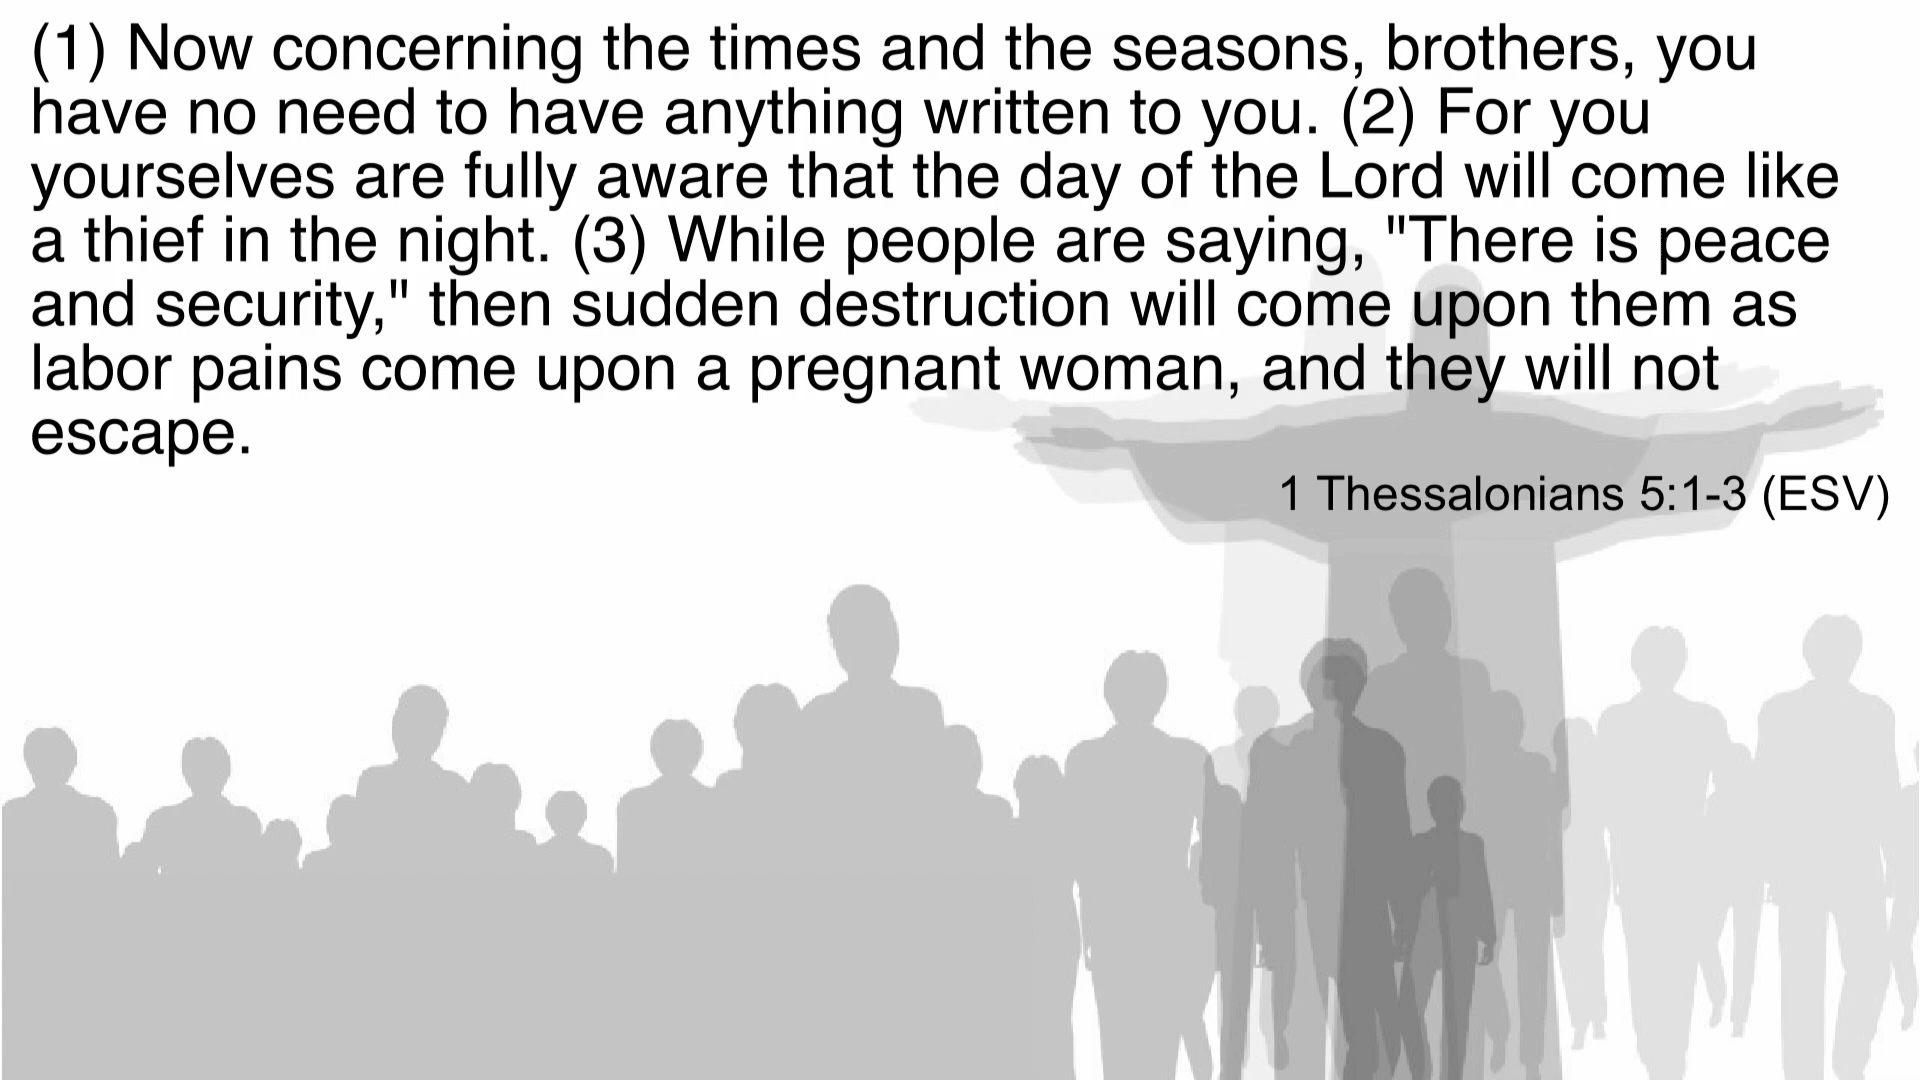 (1) Now concerning the times and the seasons, brothers, you
have no need to have anything written to you. (2) For you
yourselves are fully aware that the day of the Lord will come like
a thief in the night. (3) While people are saying, "There is peace
and security," then sudden destruction will come upon them as
labor pains come upon a pregnant woman, and they will not
escape.
1 Thessalonians 5:1-3 (ESV)